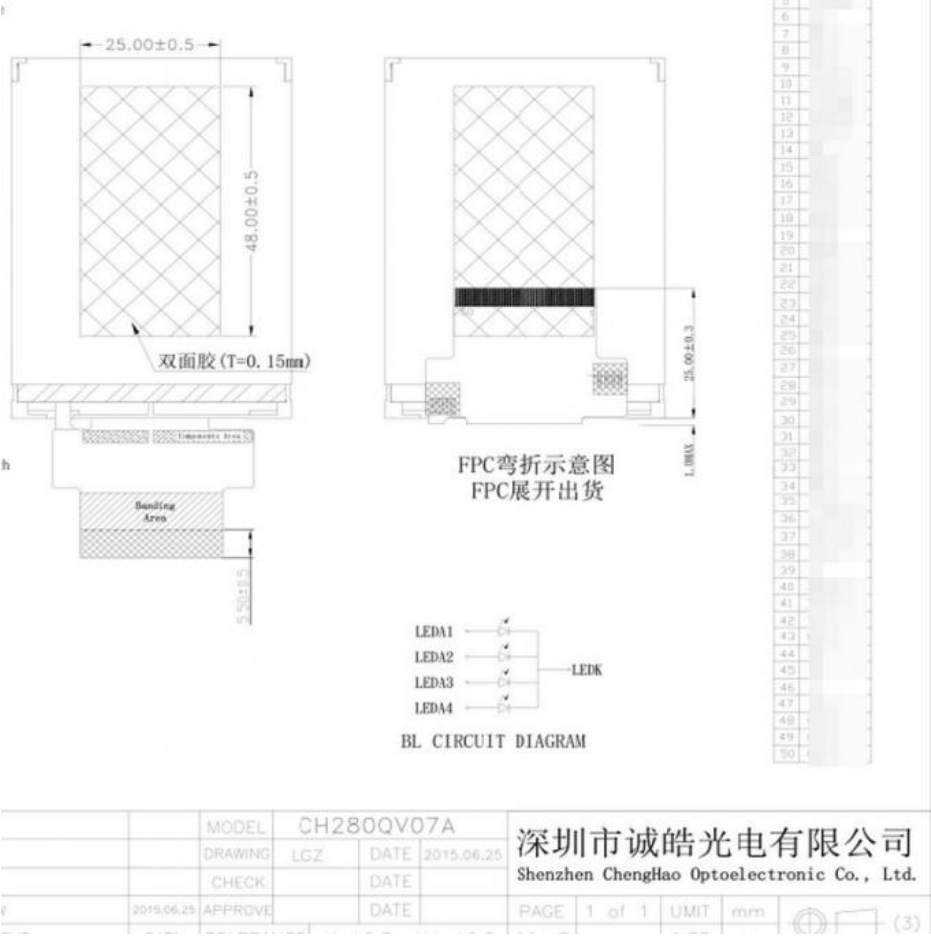 25.00±0.5
48.00±0.5
双面胶(T=0.15mm)
Components Area
Banding
Area
5.50±0.5
25.00±0.3
1.0MAX
FPC弯折示意图
FPC展开出货
LEDA1
LEDA2
LEDA3
LEDA4
LEDK
BL CIRCUIT DIAGRAM
6
7
8
9
10
11
12
13
14
15
16
17
18
19
20
21
22
23
24
25
26
27
28
29
30
31
32
33
34
35
36
37
38
39
40
41
42
43
44
45
46
47
48
49
50
MODEL CH280QV07A
深圳市诚皓光电有限公司
DRAWING LGZ DATE 2015.06.25
Shenzhen ChengHao Optoelectronic Co., Ltd.
CHECK DATE
2015.06.25 APPROVE DATE
PAGE 1 of 1 UMIT mm
(3)